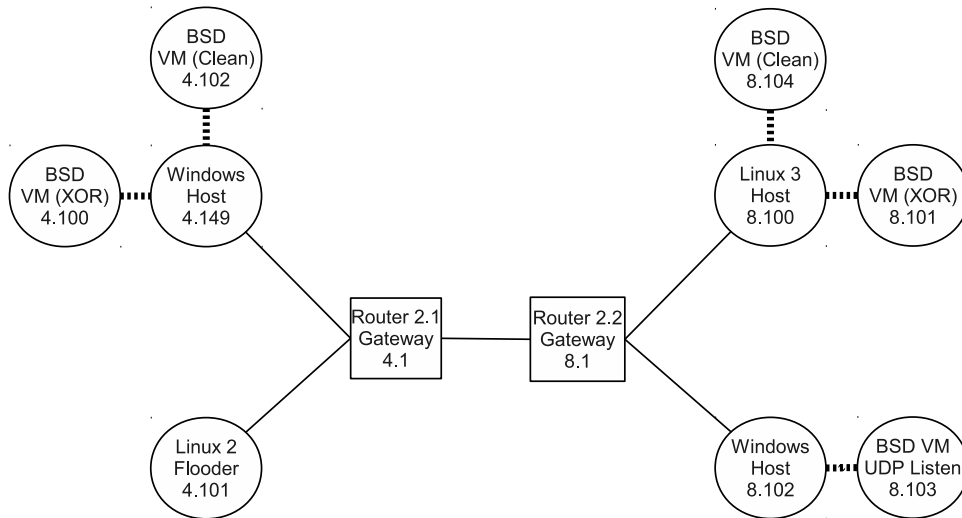 BSD
VM (Clean)
4.102
BSD
VM (Clean)
8.104
BSD
VM (XOR)
4.100
Windows
Host
4.149
Linux 3
Host
8.100
BSD
VM (XOR)
8.101
Router 2.1
Gateway
4.1
Router 2.2
Gateway
8.1
Linux 2
Flooder
4.101
Windows
Host
8.102
BSD VM
UDP Listen
8.103